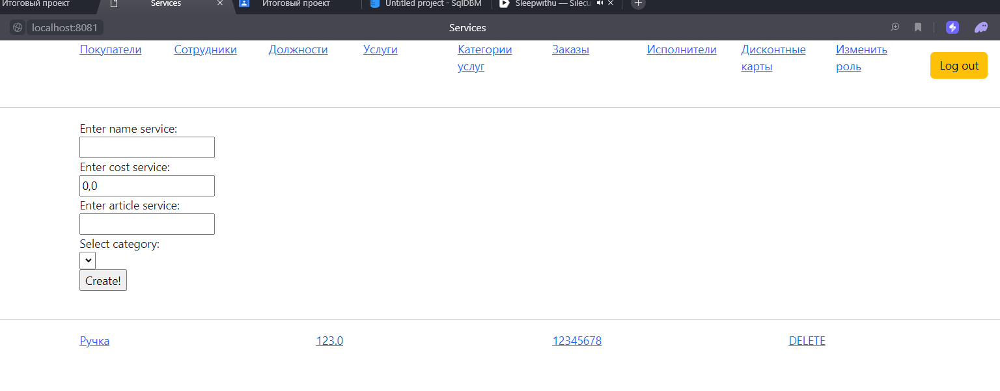 Итоговый проект
Services
Итоговый проект
Untitled project - SqlDBM
Sleepwithu — Silecu
localhost:8081
Services
Покупатели
Сотрудники
Должности
Услуги
Категории
услуг
Заказы
Исполнители
Дисконтные
карты
Изменить
роль
Log out
Enter name service:
Enter cost service:
0,0
Enter article service:
Select category:
Create!
Ручка
123.0
12345678
DELETE